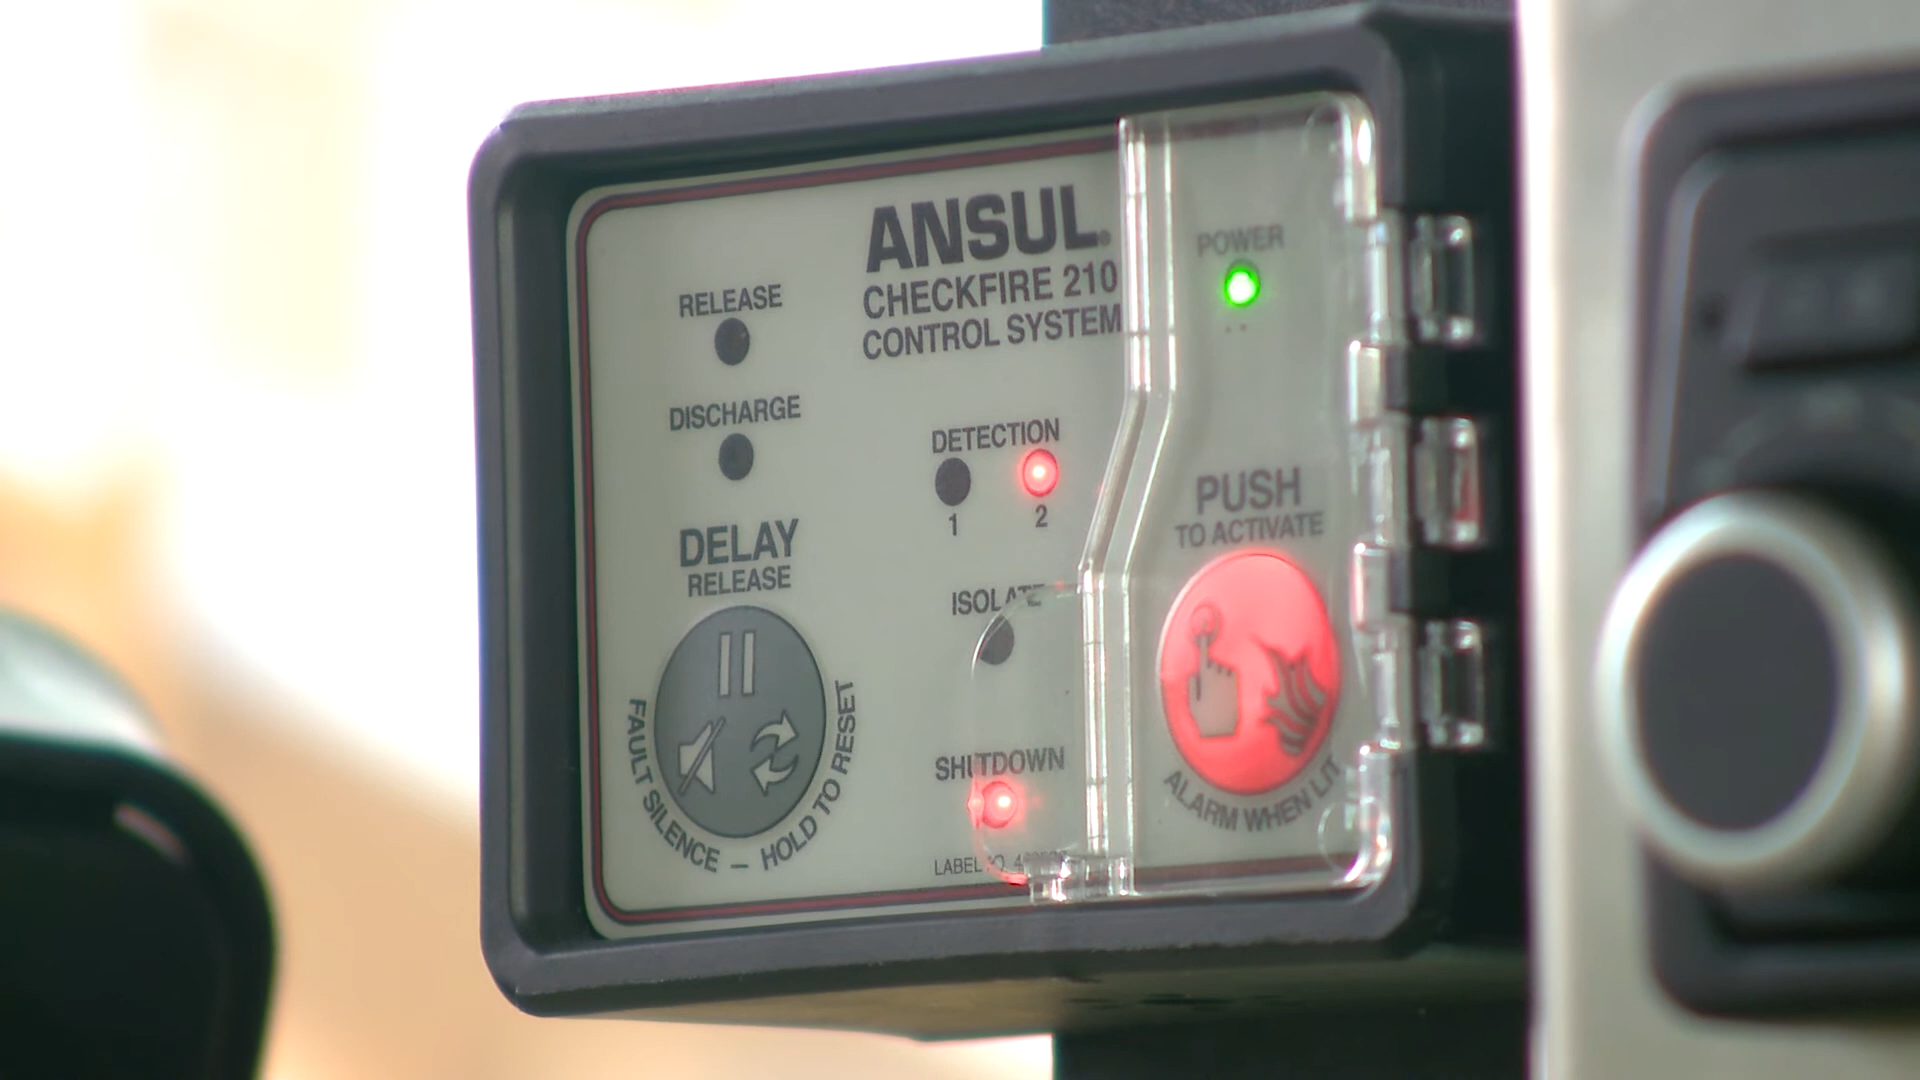 ANSUL®
CHECKFIRE 210
CONTROL SYSTEM
POWER
RELEASE
DISCHARGE
DETECTION
1 2
PUSH
TO ACTIVATE
DELAY
RELEASE
ISOLATE
FAULT SILENCE – HOLD TO RESET
SHUTDOWN
ALARM WHEN LIT
LABEL